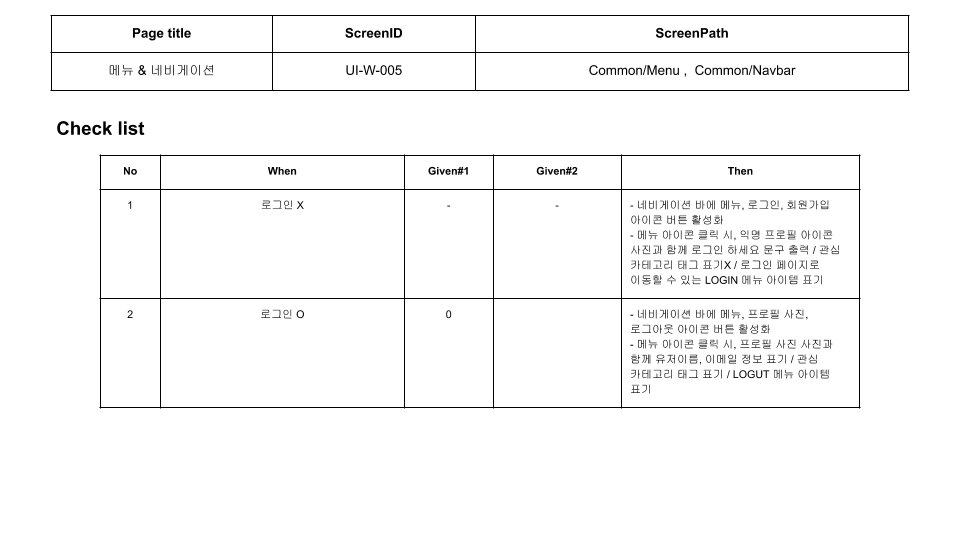 Page title ScreenID ScreenPath
메뉴 & 네비게이션 UI-W-005 Common/Menu , Common/Navbar
Check list
No When Given#1 Given#2 Then
1 로그인 X - - - 네비게이션 바에 메뉴, 로그인, 회원가입
아이콘 버튼 활성화
- 메뉴 아이콘 클릭 시, 익명 프로필 아이콘
사진과 함께 로그인 하세요 문구 출력 / 관심
카테고리 태그 표기X / 로그인 페이지로
이동할 수 있는 LOGIN 메뉴 아이템 표기
2 로그인 O 0 - 네비게이션 바에 메뉴, 프로필 사진,
로그아웃 아이콘 버튼 활성화
- 메뉴 아이콘 클릭 시, 프로필 사진 사진과
함께 유저이름, 이메일 정보 표기 / 관심
카테고리 태그 표기 / LOGUT 메뉴 아이템
표기